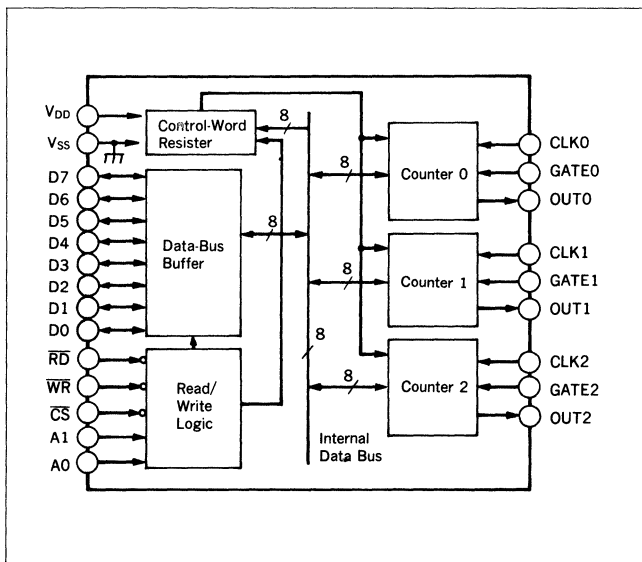 VDD
VSS
D7
D6
D5
D4
D3
D2
D1
D0
RD
WR
CS
A1
A0
Control-Word
Resister
Data-Bus
Buffer
Read/
Write
Logic
8
8
8
8
8
8
Internal
Data Bus
Counter 0
Counter 1
Counter 2
CLK0
GATE0
OUT0
CLK1
GATE1
OUT1
CLK2
GATE2
OUT2